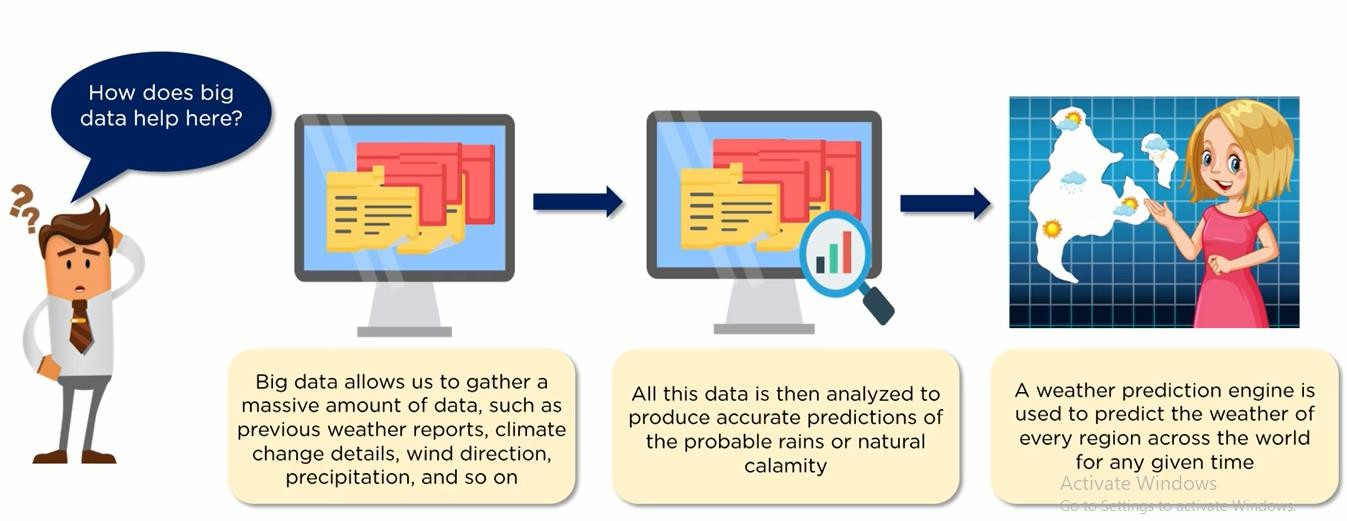 How does big
data help here?
??
Big data allows us to gather a
massive amount of data, such as
previous weather reports, climate
change details, wind direction,
precipitation, and so on
All this data is then analyzed to
produce accurate predictions of
the probable rains or natural
calamity
A weather prediction engine is
used to predict the weather of
every region across the world
for any given time
Activate Windows
Go to Settings to activate Windows.